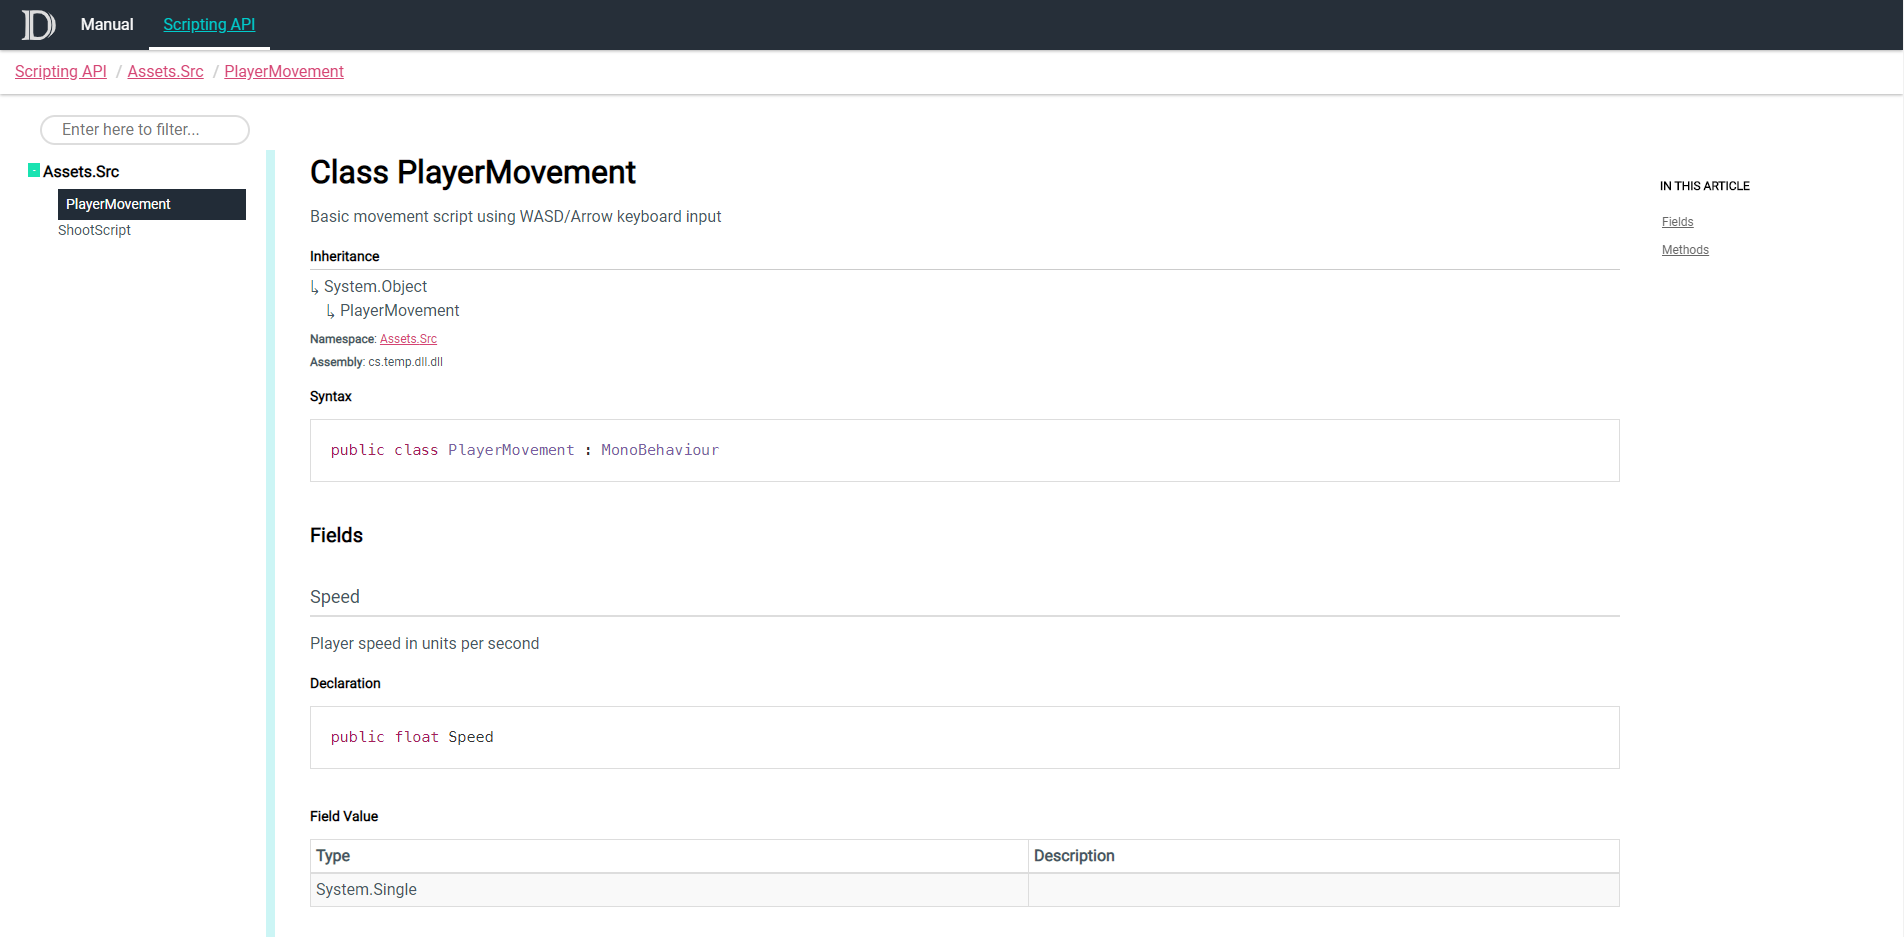 Manual Scripting API
Scripting API / Assets.Src / PlayerMovement
Enter here to filter...
- Assets.Src
PlayerMovement
ShootScript
Class PlayerMovement
Basic movement script using WASD/Arrow keyboard input
Inheritance
↳ System.Object
↳ PlayerMovement
Namespace: Assets.Src
Assembly: cs.temp.dll.dll
Syntax
public class PlayerMovement : MonoBehaviour
Fields
Speed
Player speed in units per second
Declaration
public float Speed
Field Value
Type Description
System.Single
IN THIS ARTICLE
Fields
Methods